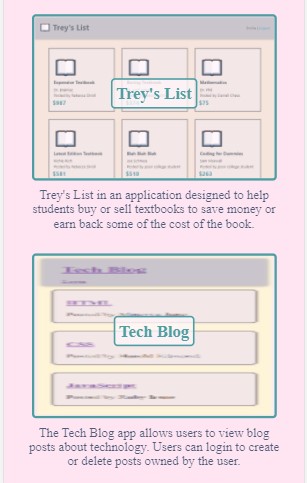 Trey's List
Expensive Textbook
Mathematics
$987
$75
Trey's List
Latest Edition Textbook
Blah Blah Blah
Coding for Dummies
$581
$510
$263
Trey's List in an application designed to help
students buy or sell textbooks to save money or
earn back some of the cost of the book.
Tech Blog
HTML
Tech Blog
CSS
JavaScript
The Tech Blog app allows users to view blog
posts about technology. Users can login to create
or delete posts owned by the user.